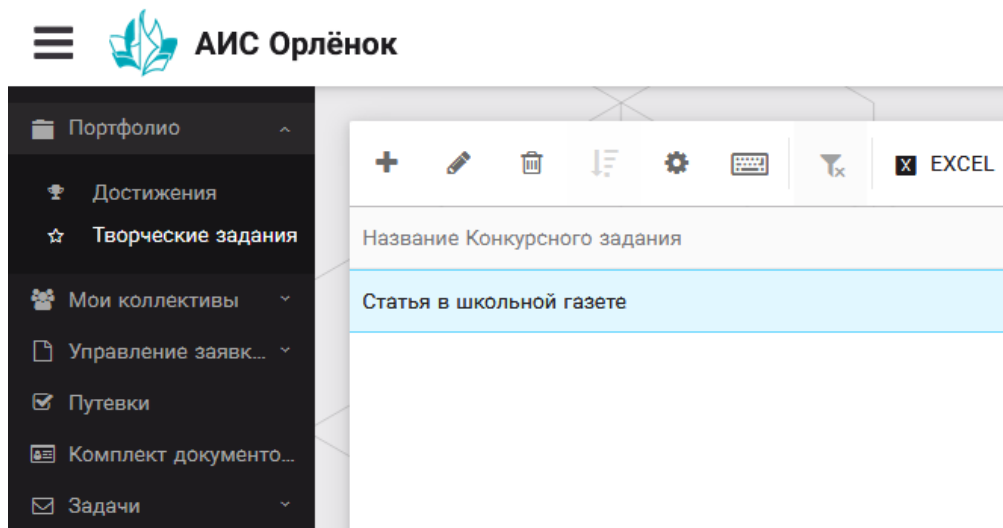 АИС Орлёнок
Портфолио
Достижения
Творческие задания
Мои коллективы
Управление заявк...
Путевки
Комплект документо...
Задачи
X EXCEL
Название Конкурсного задания
Статья в школьной газете